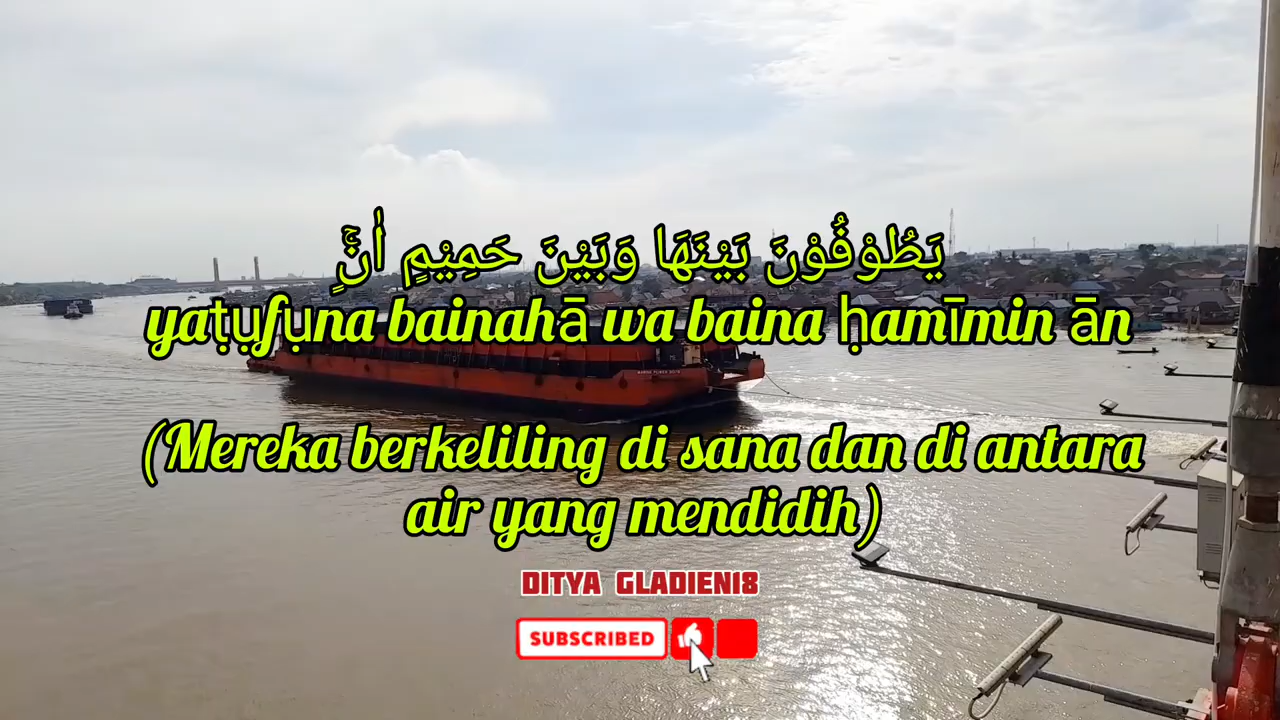 يَطُوْفُوْنَ بَيْنَهَا وَبَيْنَ حَمِيْمٍ اٰنٍۚ
yaṭụfụna bainahā wa baina ḥamīmin ān
(Mereka berkeliling di sana dan di antara
air yang mendidih)
DITYA GLADIEN18
SUBSCRIBED